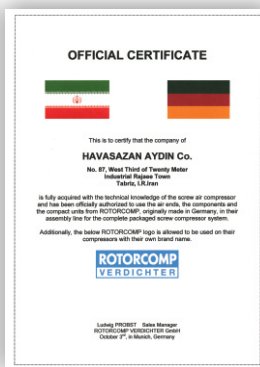 OFFICIAL CERTIFICATE
This is to certify that the company of
HAVASAZAN AYDIN Co.
No. 87, West Third of Twenty Meter
Industrial Rajaee Town
Tabriz, I.R.Iran
is fully acquired with the technical knowledge of the screw air compressor
and has been officially authorized to use the air ends, the components and
the compact units from ROTORCOMP, originally made in Germany, in their
assembly line for the complete packaged screw compressor system.
Additionally, the below ROTORCOMP logo is allowed to be used on their
compressors with their own brand name.
ROTORCOMP
VERDICHTER
Ludwig PROBST Sales Manager
ROTORCOMP VERDICHTER GmbH
October 3rd, in Munich, Germany